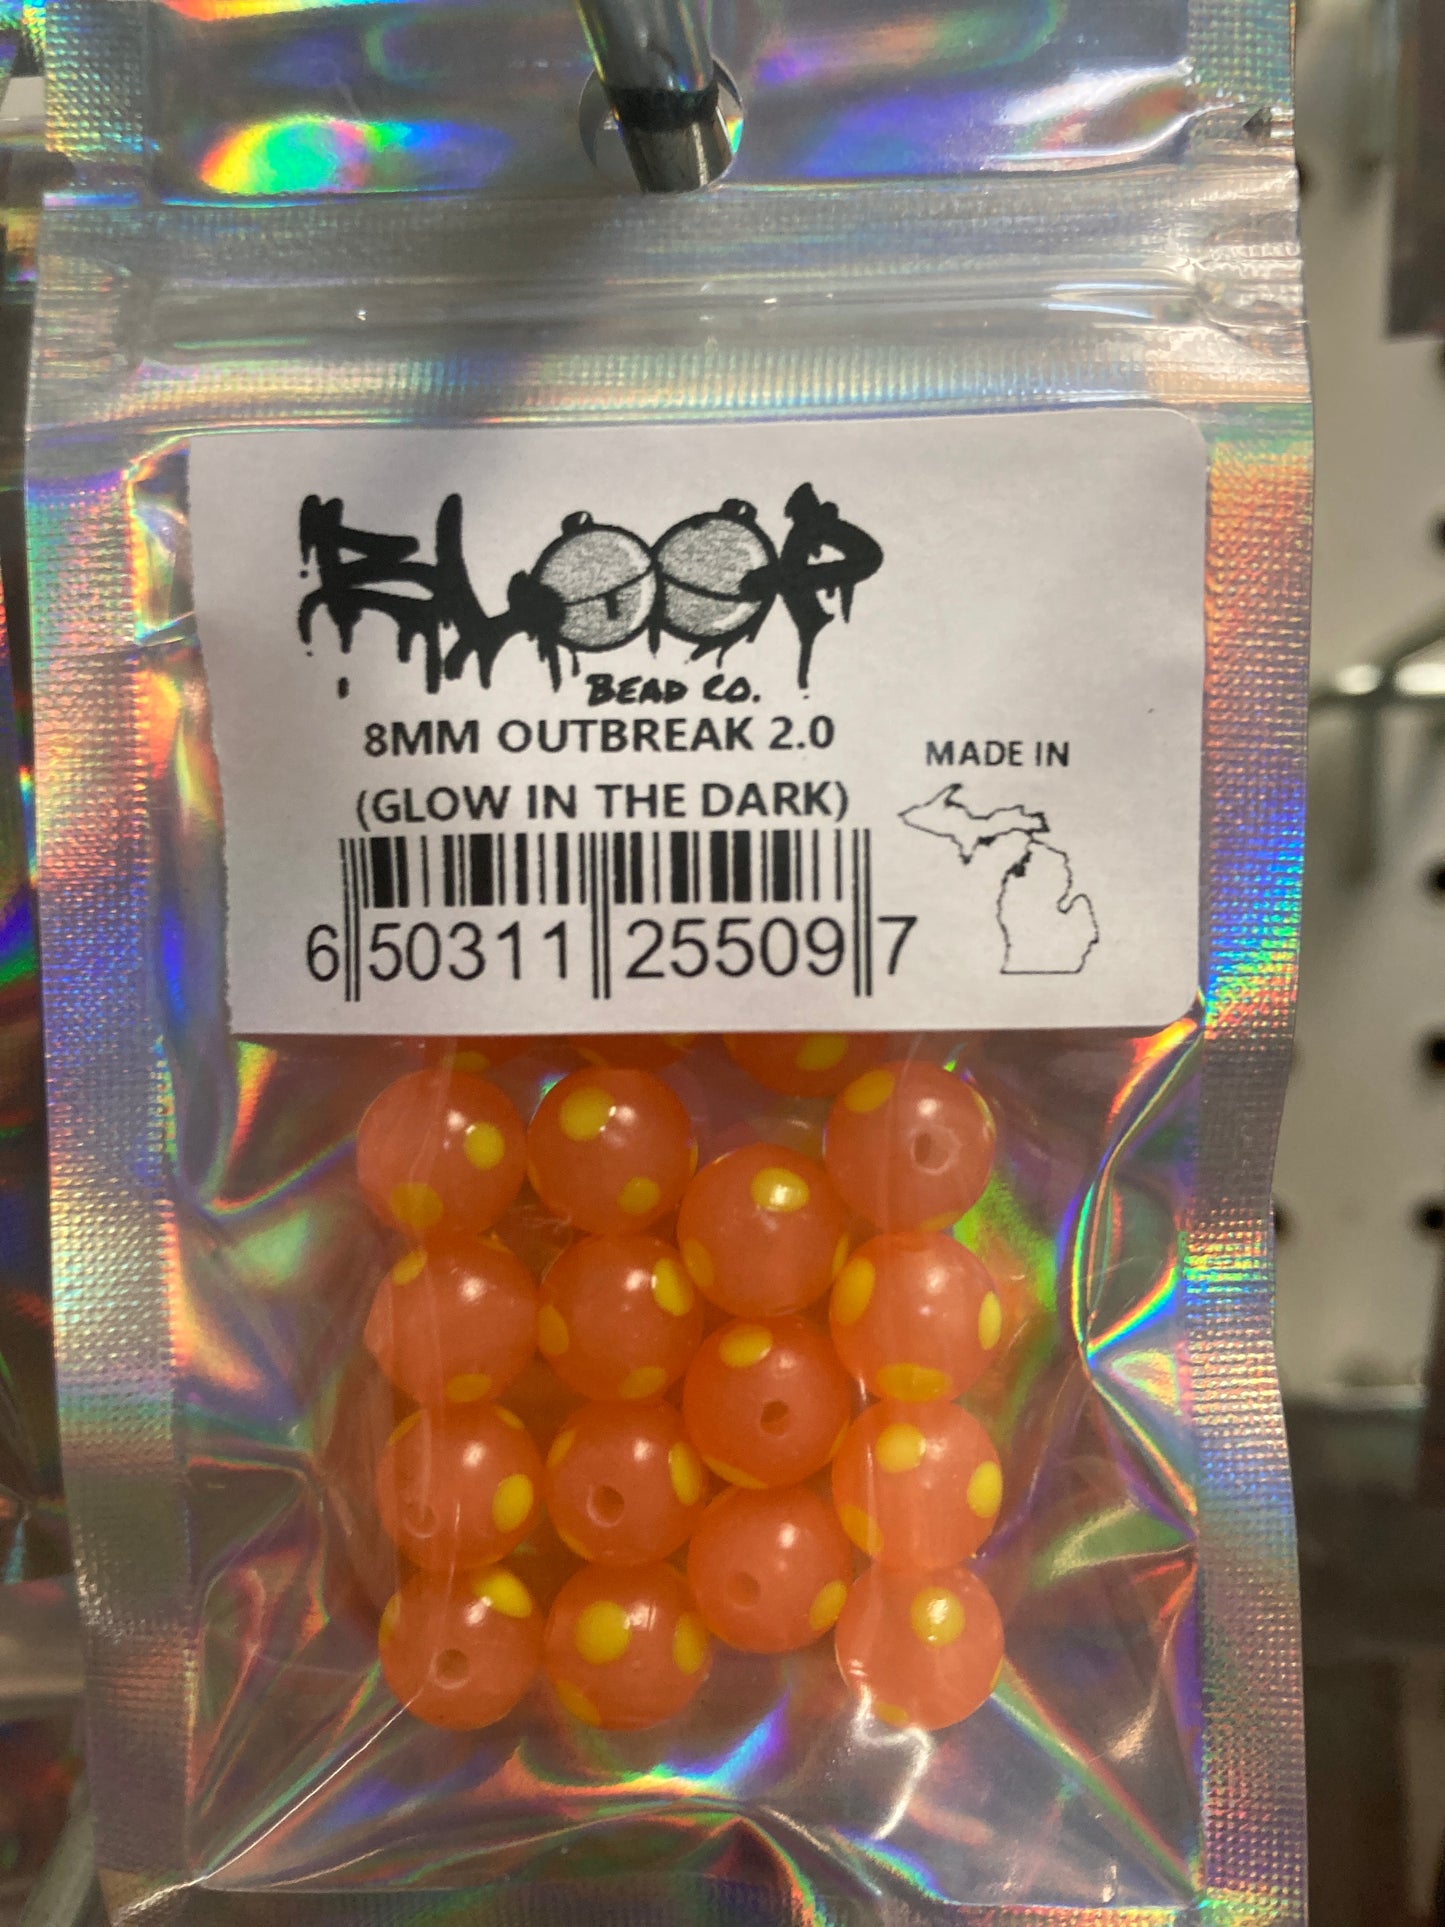 BLOOP
BEAD CO.
8MM OUTBREAK 2.0
(GLOW IN THE DARK)
MADE IN
6 50311 25509 7